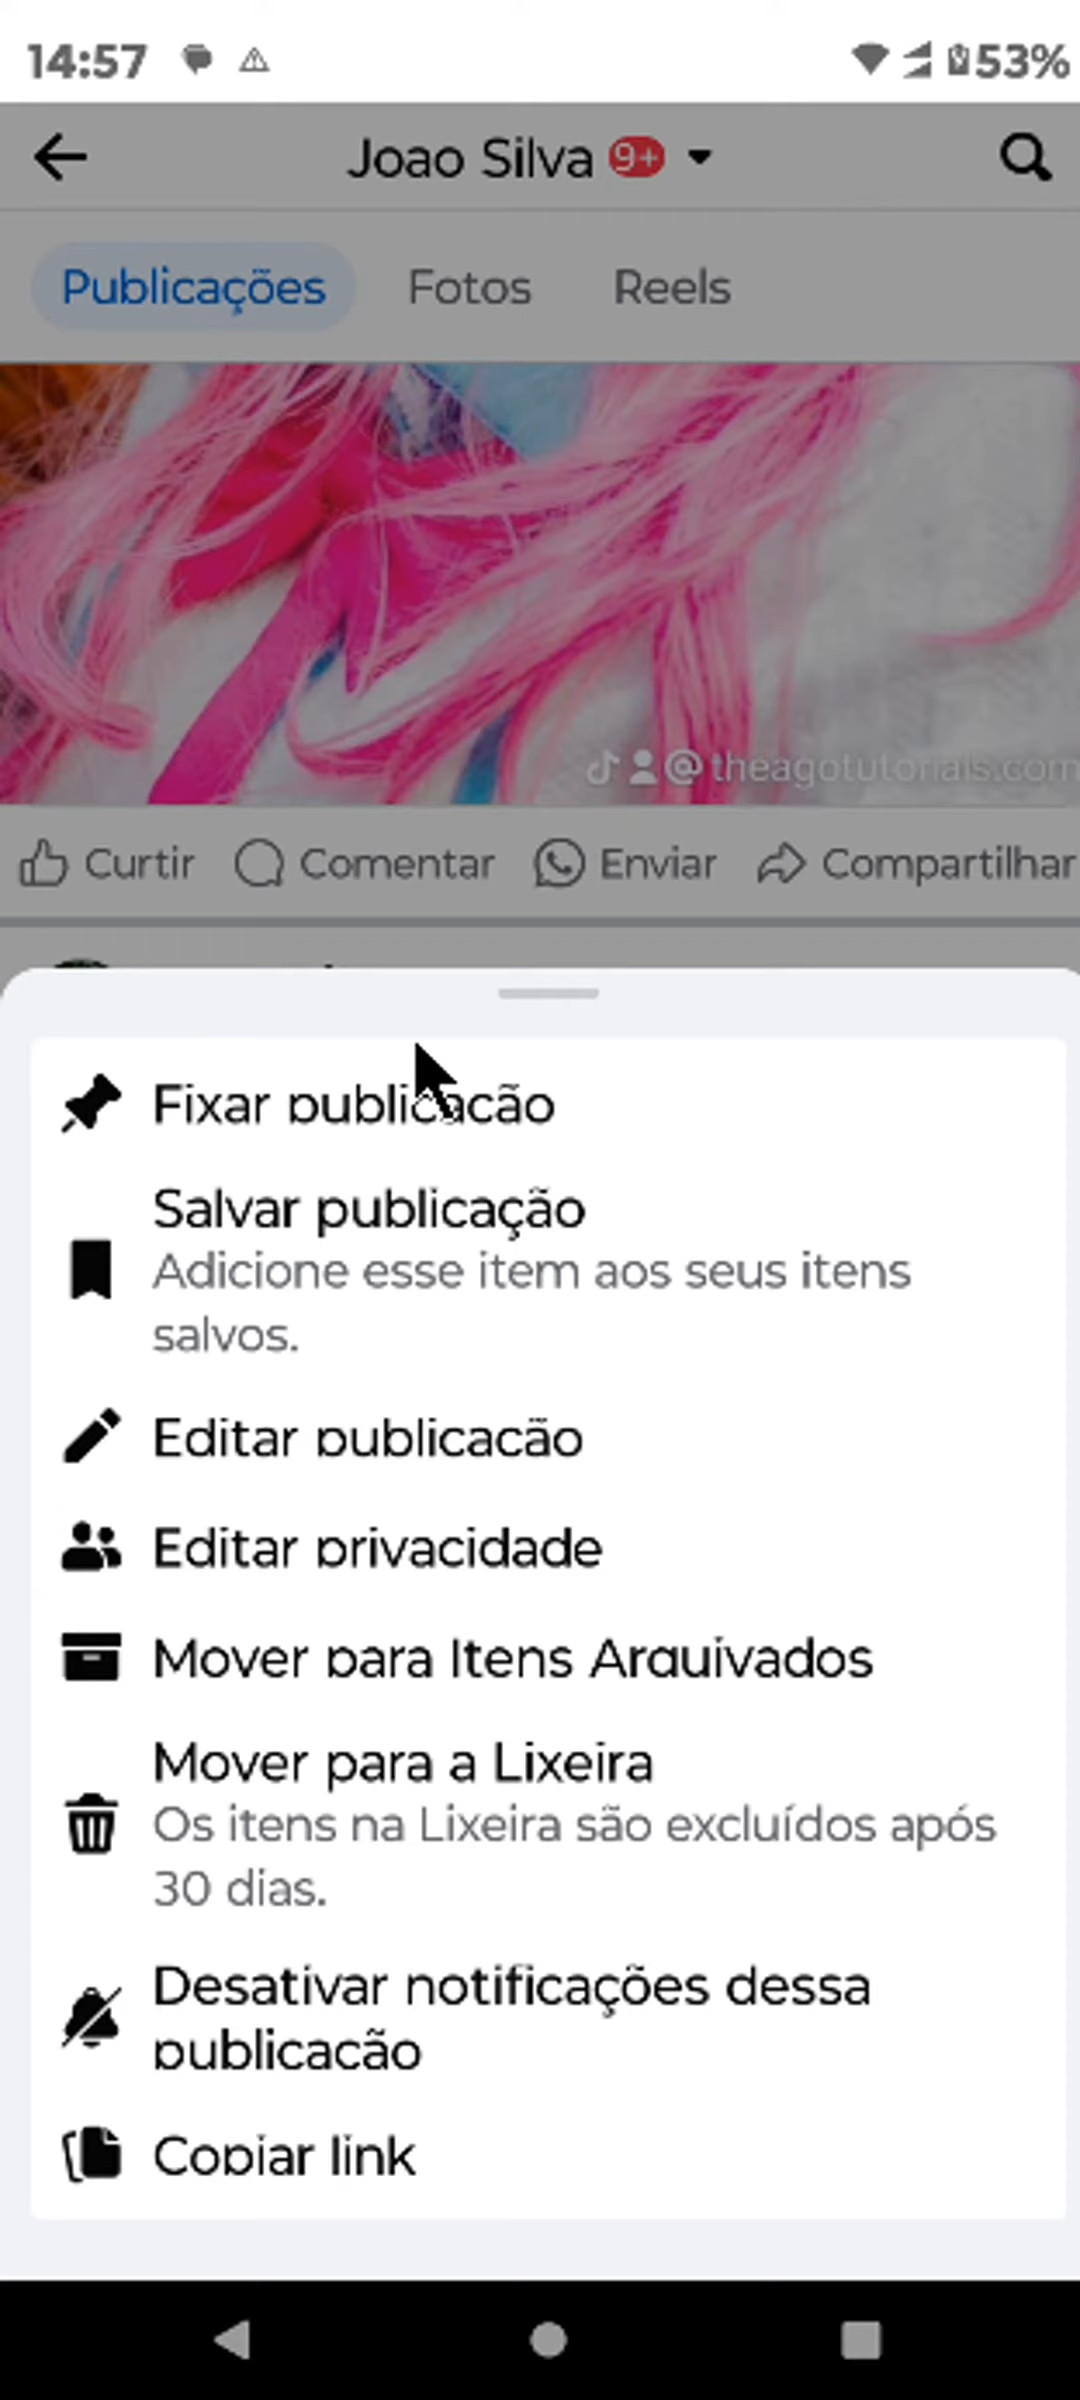 14:57 53%
Joao Silva 9+
Publicações Fotos Reels
@theagotutorials.com
Curtir Comentar Enviar Compartilhar
Fixar publicação
Salvar publicação
Adicione esse item aos seus itens
salvos.
Editar publicação
Editar privacidade
Mover para Itens Arquivados
Mover para a Lixeira
Os itens na Lixeira são excluídos após
30 dias.
Desativar notificações dessa
publicação
Copiar link